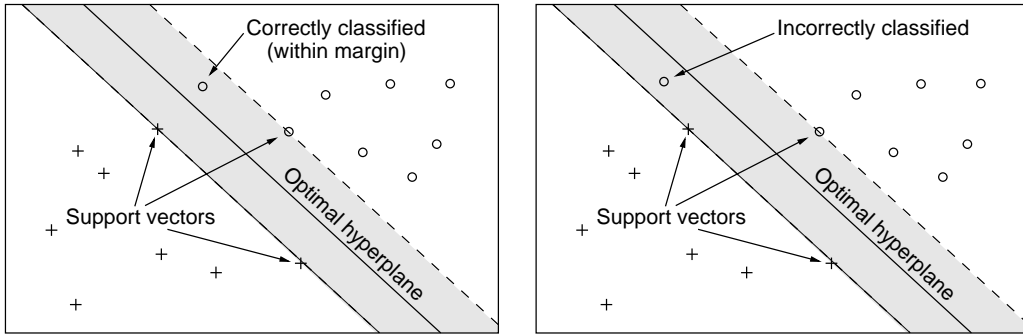 Correctly classified
(within margin)
Support vectors
Optimal hyperplane
Incorrectly classified
Support vectors
Optimal hyperplane